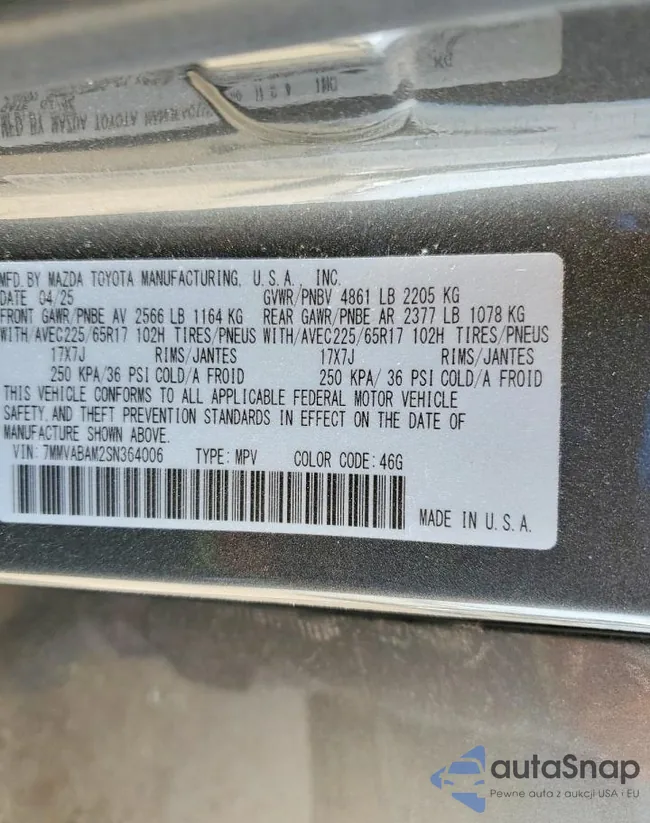 MFD. BY MAZDA TOYOTA MANUFACTURING, U.S.A. INC.
DATE 04/25 GVWR/PNBV 4861 LB 2205 KG
FRONT GAWR/PNBE AV 2566 LB 1164 KG REAR GAWR/PNBE AR 2377 LB 1078 KG
WITH/AVEC225/65R17 102H TIRES/PNEUS WITH/AVEC225/65R17 102H TIRES/PNEUS
17X7J RIMS/JANTES 17X7J RIMS/JANTES
250 KPA/36 PSI COLD/A FROID 250 KPA/ 36 PSI COLD/A FROID
THIS VEHICLE CONFORMS TO ALL APPLICABLE FEDERAL MOTOR VEHICLE
SAFETY, AND THEFT PREVENTION STANDARDS IN EFFECT ON THE DATE OF
MANUFACTURE SHOWN ABOVE.
VIN: 7MMVABAM2SN364006 TYPE: MPV COLOR CODE: 46G
MADE IN U.S.A.
autaSnap
Pewne auta z aukcji USA i EU